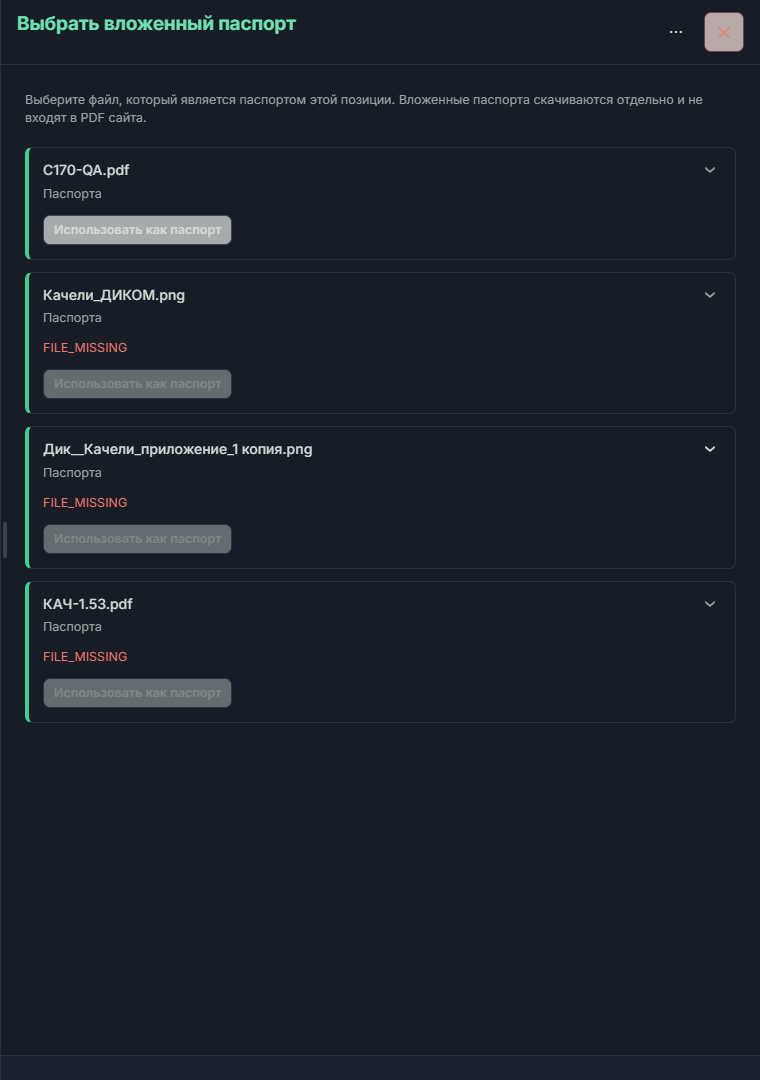 Выбрать вложенный паспорт
...
Выберите файл, который является паспортом этой позиции. Вложенные паспорта скачиваются отдельно и не
входят в PDF сайта.
C170-QA.pdf
Паспорта
Использовать как паспорт
Качели_ДИКОМ.png
Паспорта
FILE_MISSING
Использовать как паспорт
Дик__Качели_приложение_1 копия.png
Паспорта
FILE_MISSING
Использовать как паспорт
КАЧ-1.53.pdf
Паспорта
FILE_MISSING
Использовать как паспорт